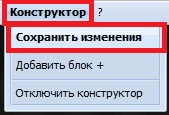 Конструктор ?
Сохранить изменения
Добавить блок +
Отключить конструктор